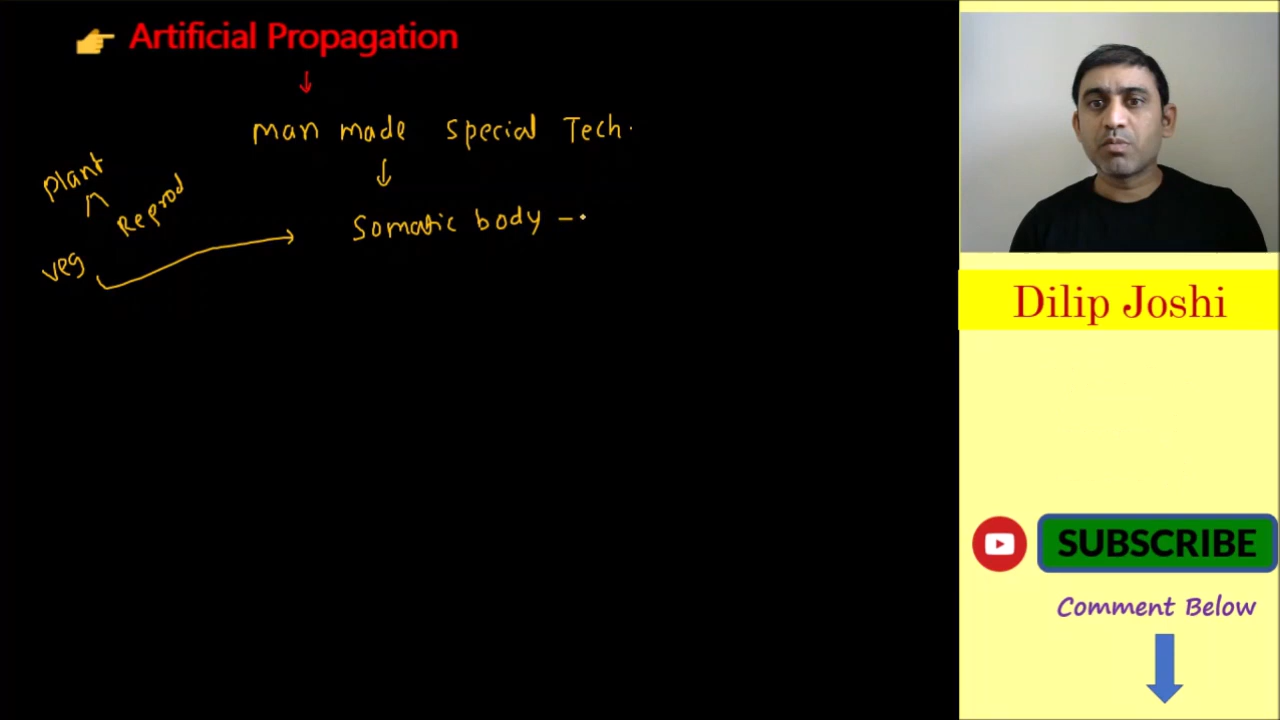 Artificial Propagation
man made special Tech.
Plant
Reprod
veg
Somatic body -
Dilip Joshi
SUBSCRIBE
Comment Below